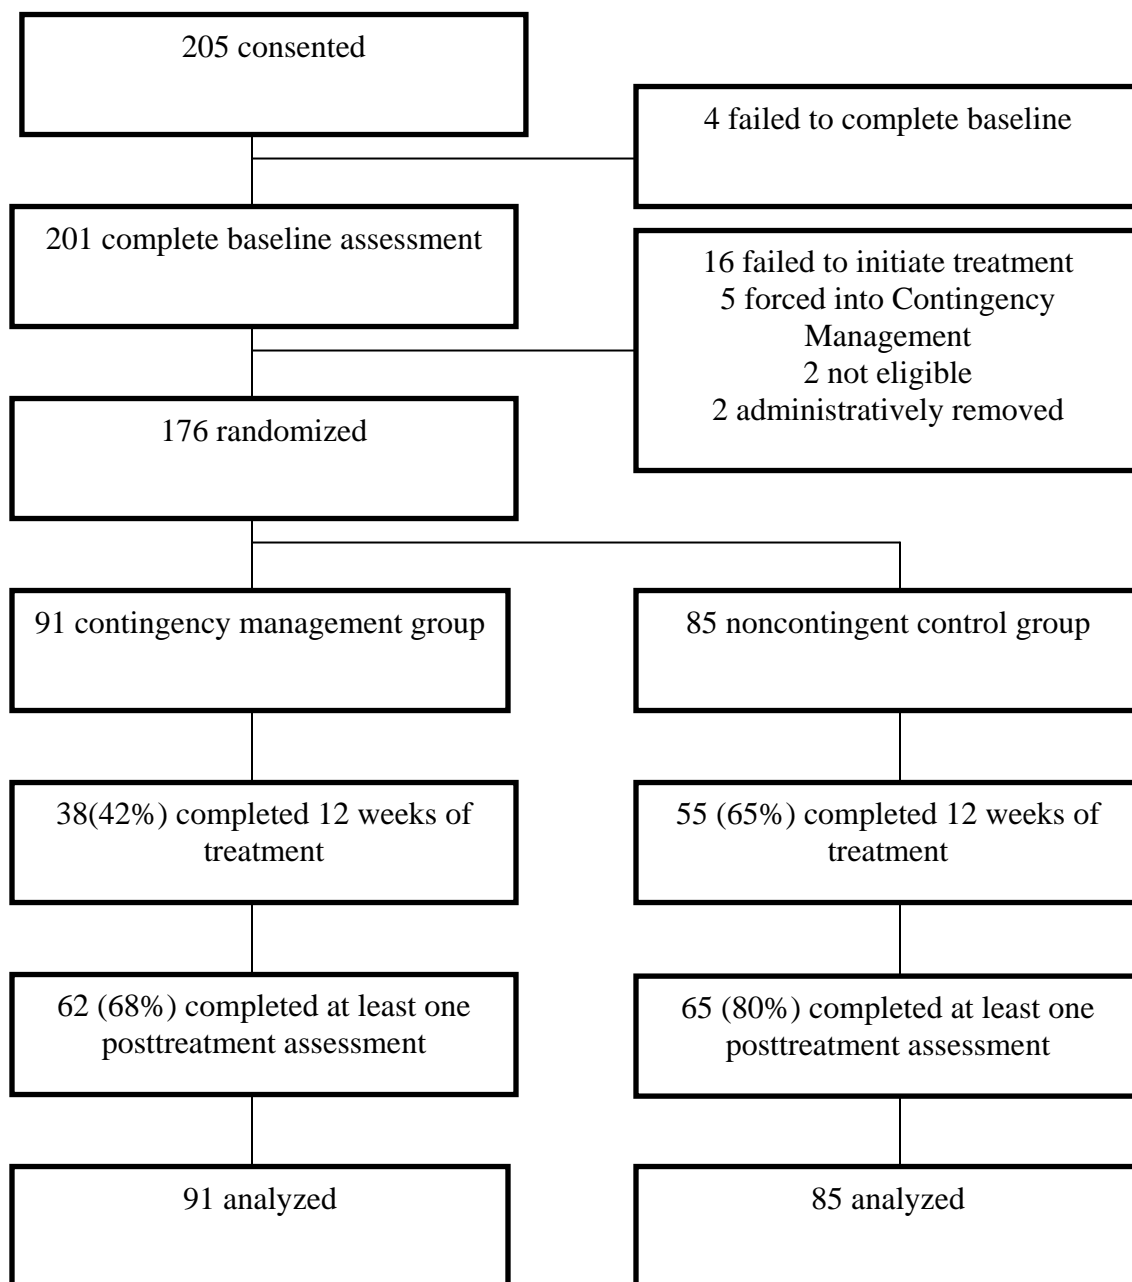 205 consented
4 failed to complete baseline
201 complete baseline assessment
16 failed to initiate treatment
5 forced into Contingency
Management
2 not eligible
2 administratively removed
176 randomized
91 contingency management group
85 noncontingent control group
38(42%) completed 12 weeks of
treatment
55 (65%) completed 12 weeks of
treatment
62 (68%) completed at least one
posttreatment assessment
65 (80%) completed at least one
posttreatment assessment
91 analyzed
85 analyzed